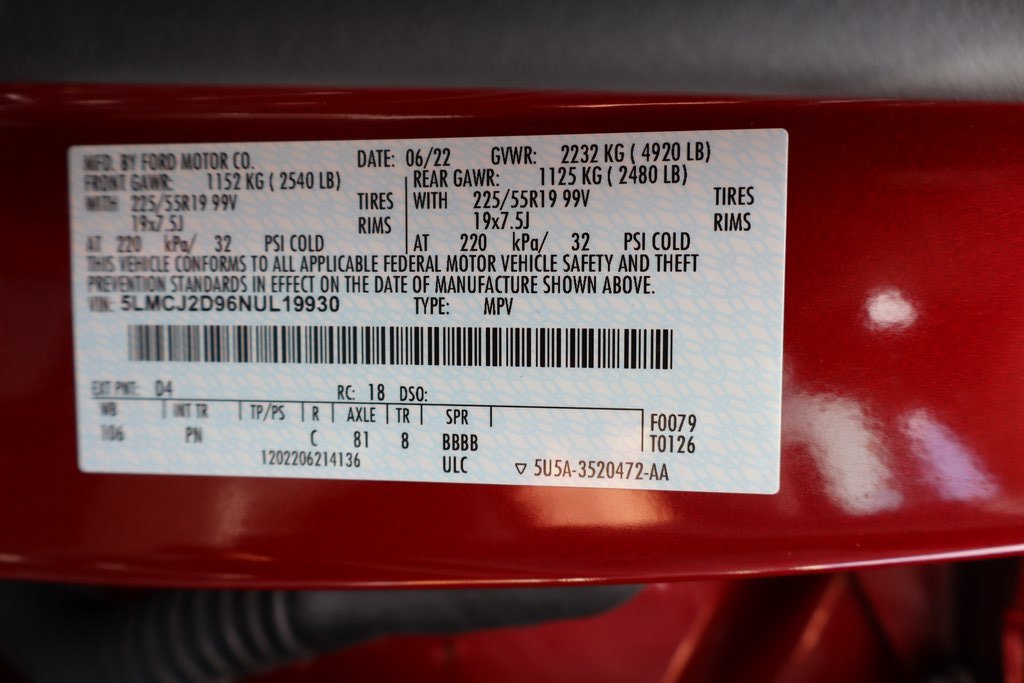 MFD. BY FORD MOTOR CO. DATE: 06/22 GVWR: 2232 KG ( 4920 LB)
FRONT GAWR: 1152 KG ( 2540 LB) REAR GAWR: 1125 KG ( 2480 LB)
WITH 225/55R19 99V TIRES WITH 225/55R19 99V TIRES
19x7.5J RIMS 19x7.5J RIMS
AT 220 kPa/ 32 PSI COLD AT 220 kPa/ 32 PSI COLD
THIS VEHICLE CONFORMS TO ALL APPLICABLE FEDERAL MOTOR VEHICLE SAFETY AND THEFT
PREVENTION STANDARDS IN EFFECT ON THE DATE OF MANUFACTURE SHOWN ABOVE.
VIN: 5LMCJ2D96NUL19930 TYPE: MPV
EXT PNT: D4 RC: 18 DSO:
WB INT TR TP/PS R AXLE TR SPR F0079
106 PN C 81 8 BBBB T0126
1202206214136 ULC ▽ 5U5A-3520472-AA